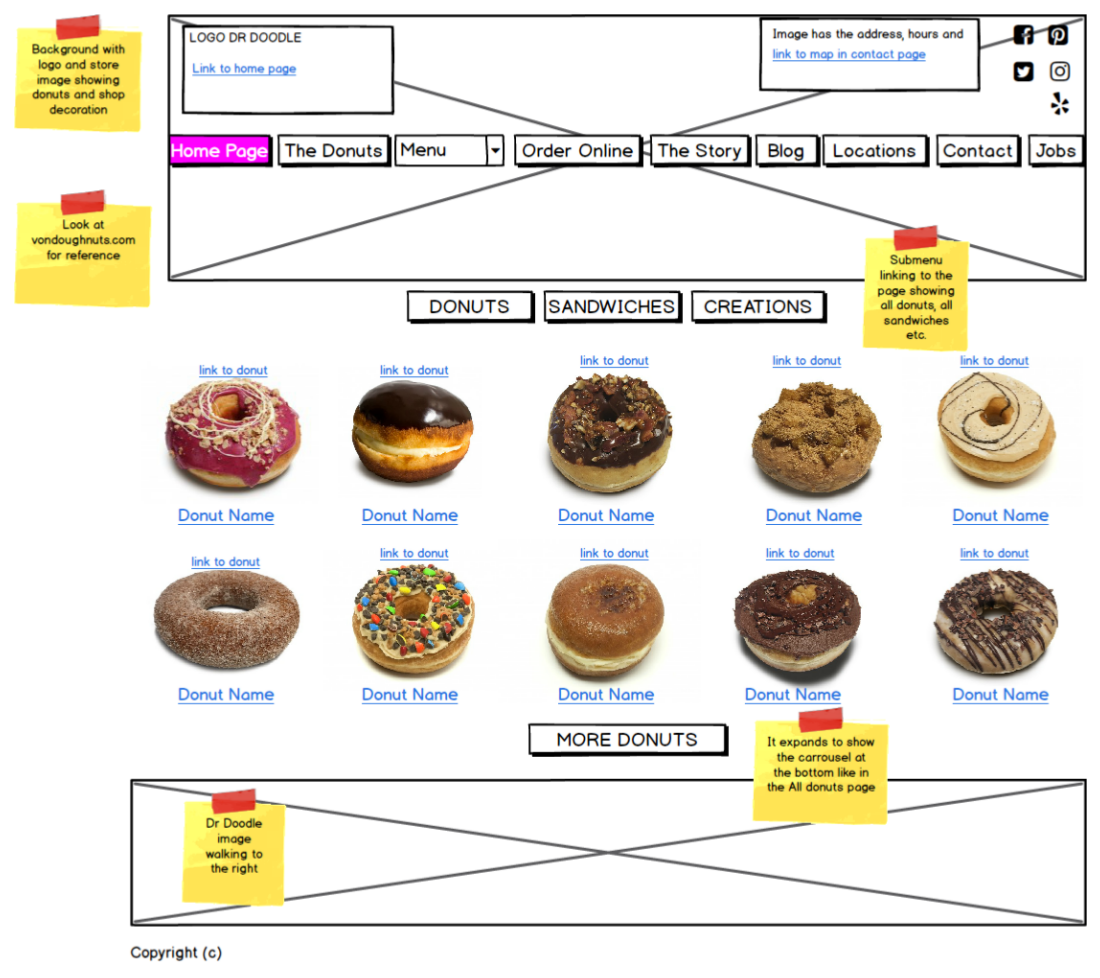 Background with
logo and store
image showing
donuts and shop
decoration
LOGO DR DOODLE
Link to home page
Image has the address, hours and
link to map in contact page
Home Page
The Donuts
Menu
Order Online
The Story
Blog
Locations
Contact
Jobs
Look at
vondoughnuts.com
for reference
Submenu
linking to the
page showing
all donuts, all
sandwiches
etc.
DONUTS
SANDWICHES
CREATIONS
link to donut
link to donut
link to donut
link to donut
link to donut
Donut Name
Donut Name
Donut Name
Donut Name
Donut Name
link to donut
link to donut
link to donut
link to donut
link to donut
Donut Name
Donut Name
Donut Name
Donut Name
Donut Name
MORE DONUTS
It expands to show
the carrousel at
the bottom like in
the All donuts page
Dr Doodle
image
walking to
the right
Copyright (c)